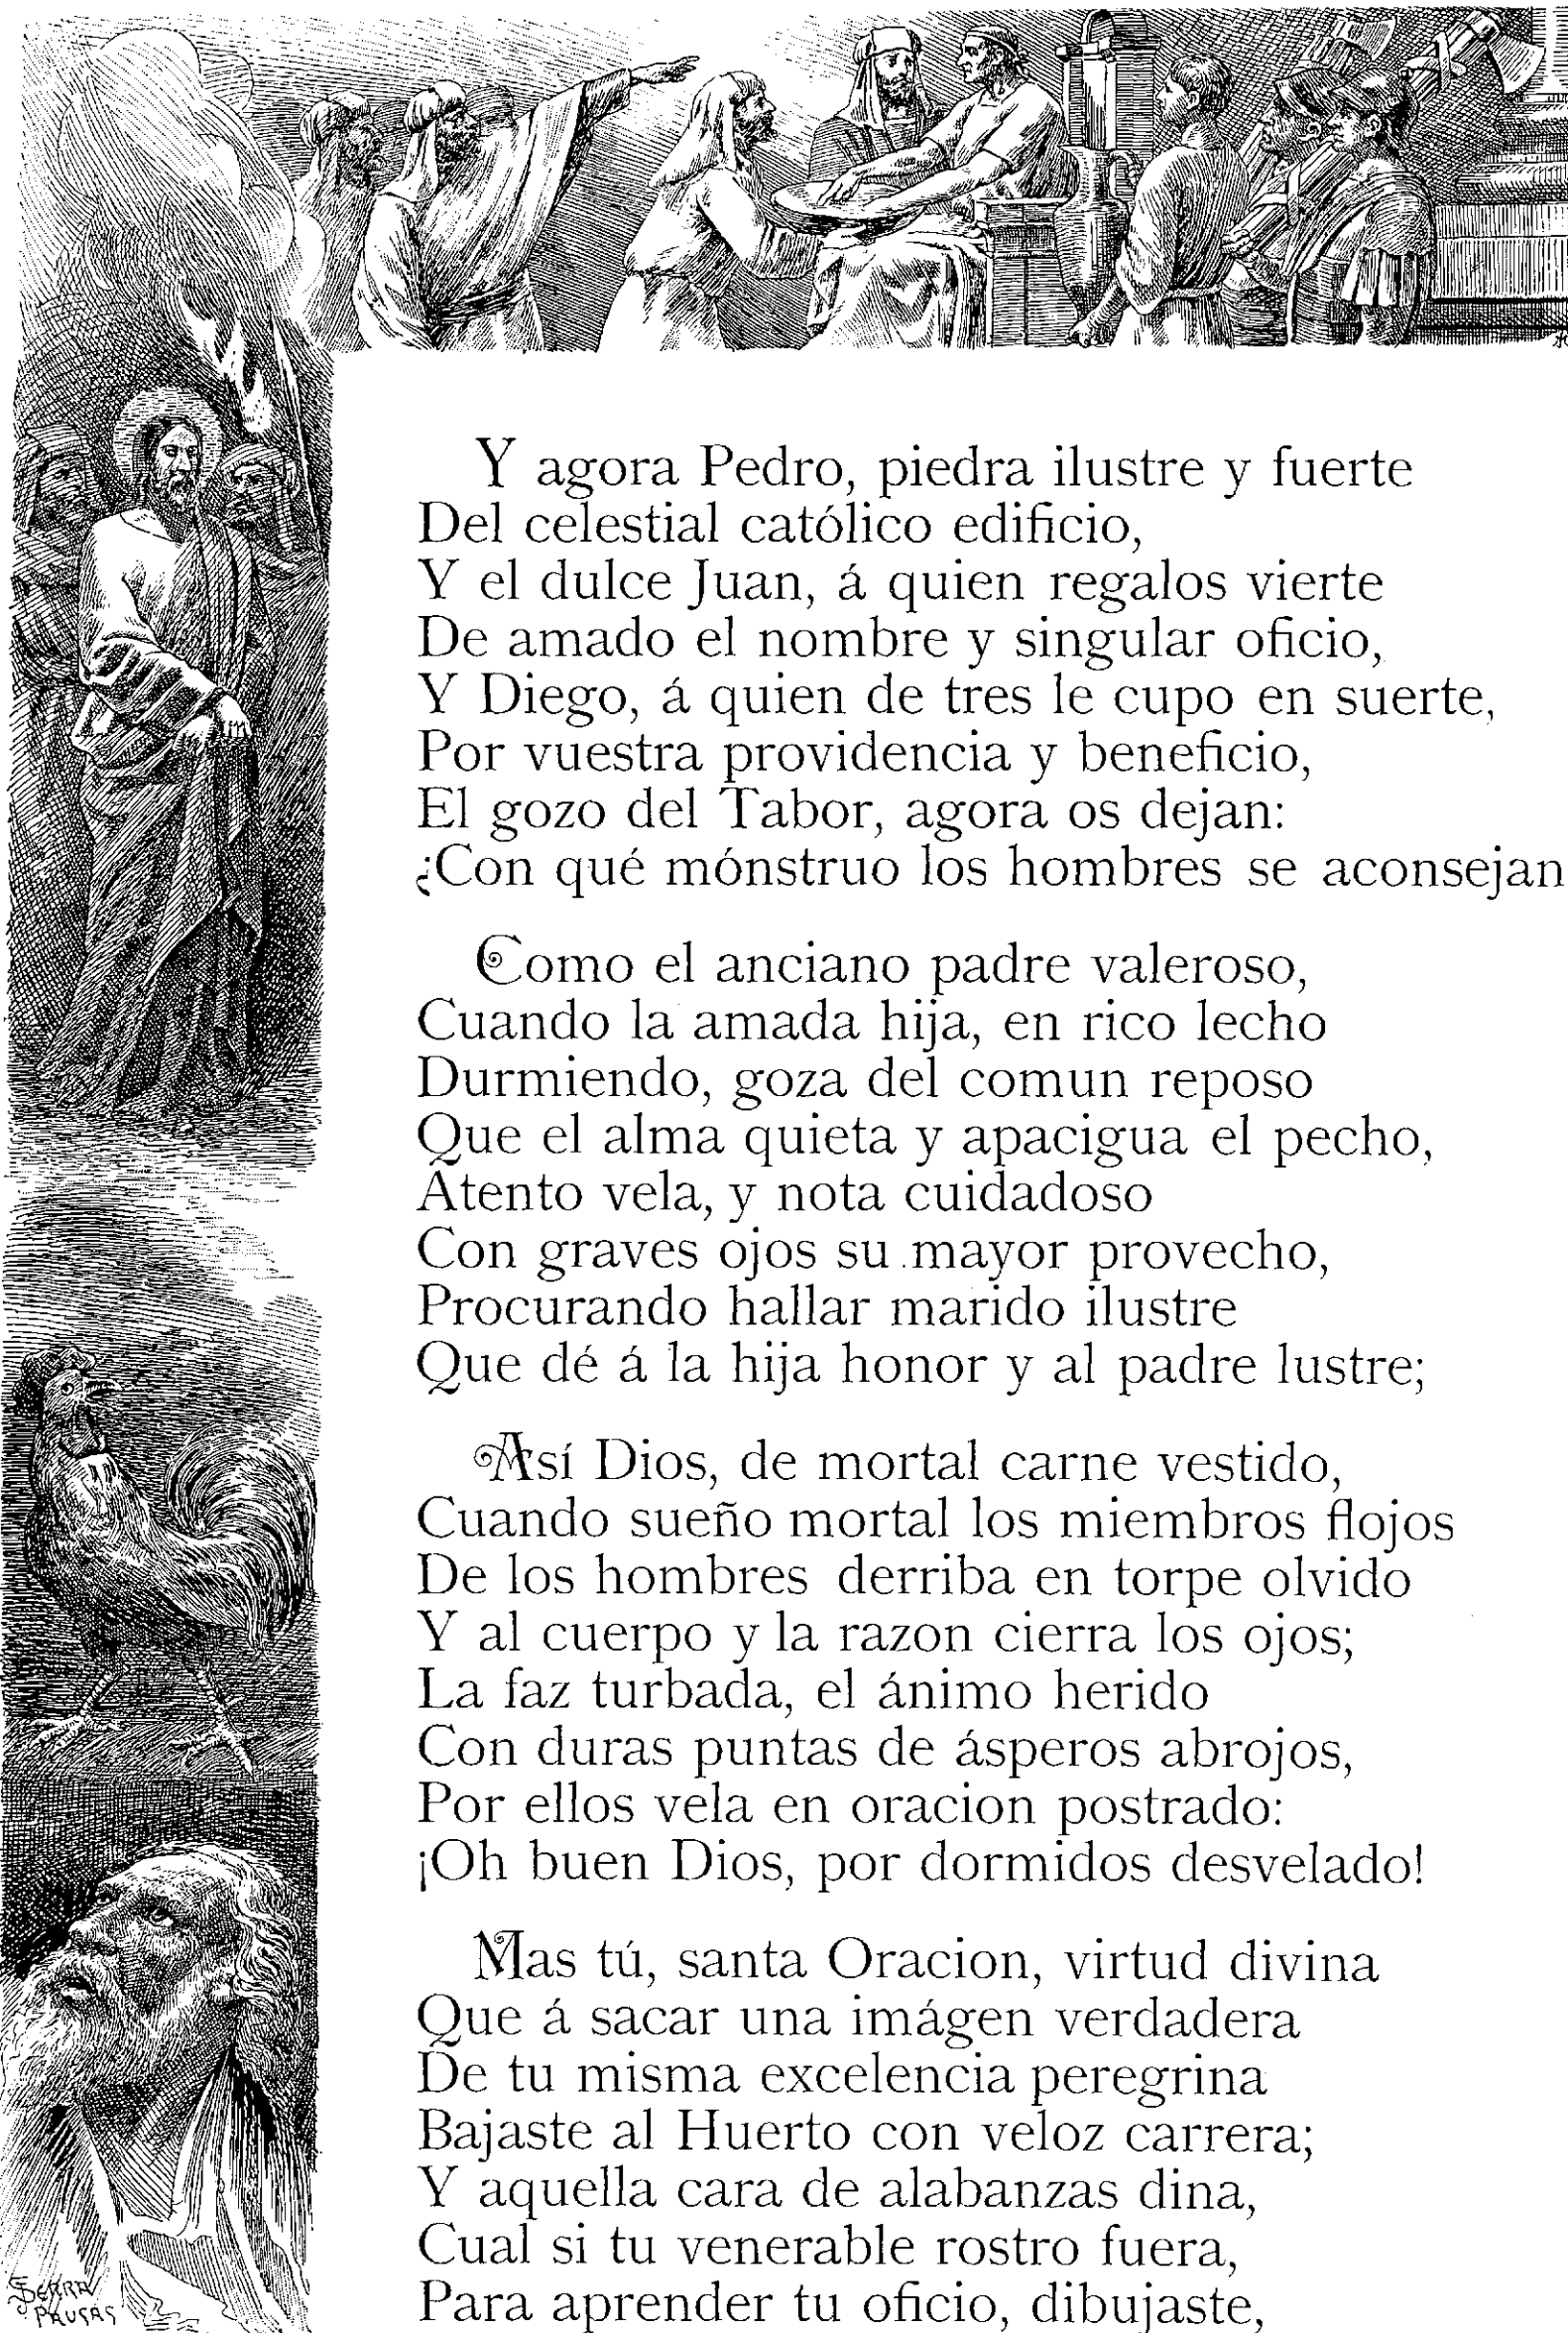 Y agora Pedro, piedra ilustre y fuerte
Del celestial católico edificio,
Y el dulce Juan, á quien regalos vierte
De amado el nombre y singular oficio,
Y Diego, á quien de tres le cupo en suerte,
Por vuestra providencia y beneficio,
El gozo del Tabor, agora os dejan:
¿Con qué mónstruo los hombres se aconsejan
Como el anciano padre valeroso,
Cuando la amada hija, en rico lecho
Durmiendo, goza del comun reposo
Que el alma quieta y apacigua el pecho,
Atento vela, y nota cuidadoso
Con graves ojos su mayor provecho,
Procurando hallar marido ilustre
Que dé á la hija honor y al padre lustre;
Así Dios, de mortal carne vestido,
Cuando sueño mortal los miembros flojos
De los hombres derriba en torpe olvido
Y al cuerpo y la razon cierra los ojos;
La faz turbada, el ánimo herido
Con duras puntas de ásperos abrojos,
Por ellos vela en oracion postrado:
¡Oh buen Dios, por dormidos desvelado!
Mas tú, santa Oracion, virtud divina
Que á sacar una imágen verdadera
De tu misma excelencia peregrina
Bajaste al Huerto con veloz carrera;
Y aquella cara de alabanzas dina,
Cual si tu venerable rostro fuera,
Para aprender tu oficio, dibujaste,
SERRA
PAUSAS